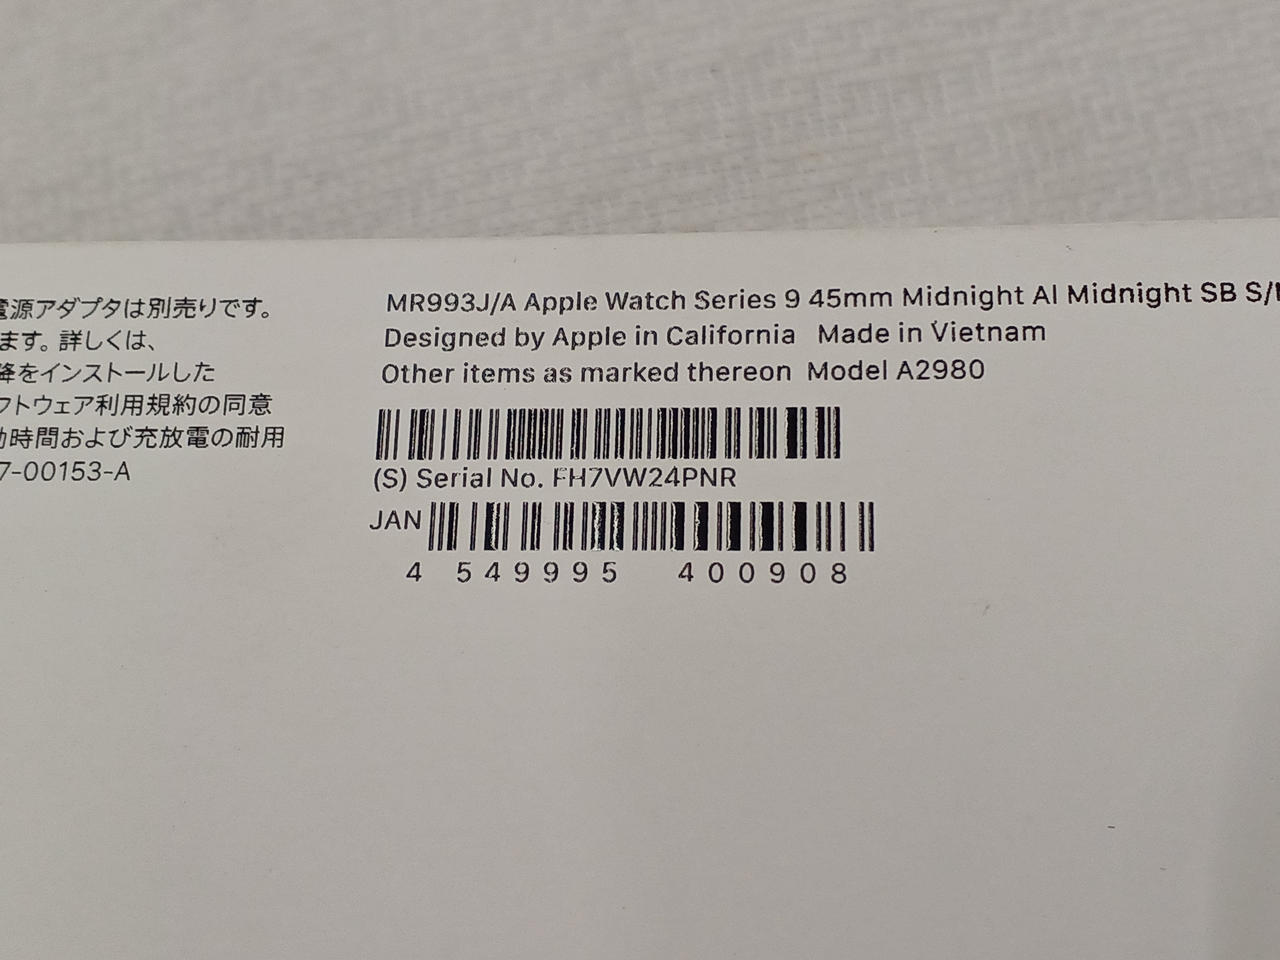 電源アダプタは別売りです。
ます。詳しくは、
降をインストールした
フトウェア利用規約の同意
時間および充放電の耐用
7-00153-A
MR993J/A Apple Watch Series 9 45mm Midnight Al Midnight SB S/
Designed by Apple in California Made in Vietnam
Other items as marked thereon Model A2980
(S) Serial No. FH7VW24PNR
JAN
4 549995 400908